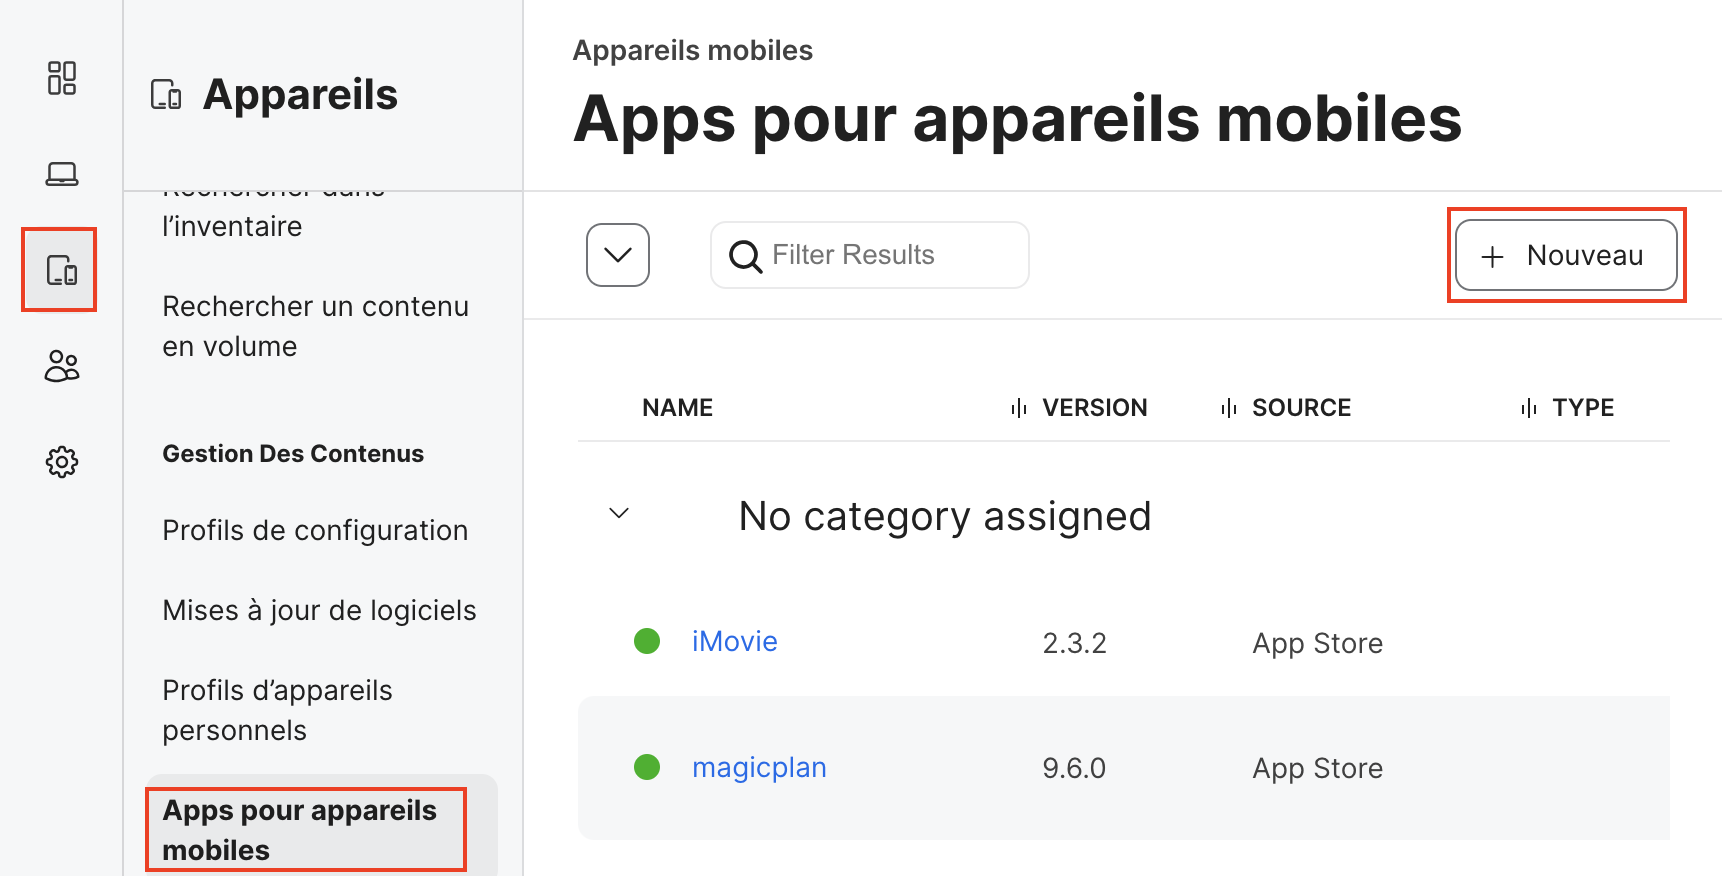 Appareils
Rechercher dans
l’inventaire
Rechercher un contenu
en volume
Gestion Des Contenus
Profils de configuration
Mises à jour de logiciels
Profils d’appareils
personnels
Apps pour appareils
mobiles
Appareils mobiles
Apps pour appareils mobiles
Filter Results
+ Nouveau
NAME VERSION SOURCE TYPE
No category assigned
iMovie 2.3.2 App Store
magicplan 9.6.0 App Store